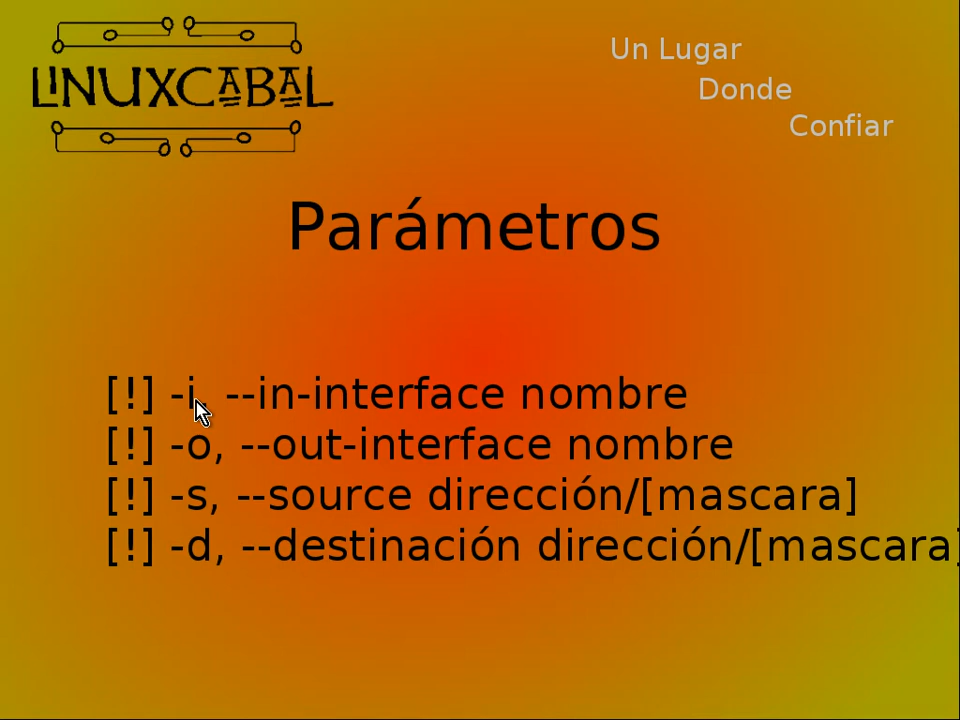 LINUXCABAL
Un Lugar
Donde
Confiar
Parámetros
[!] -i, --in-interface nombre
[!] -o, --out-interface nombre
[!] -s, --source dirección/[mascara]
[!] -d, --destinación dirección/[mascara]